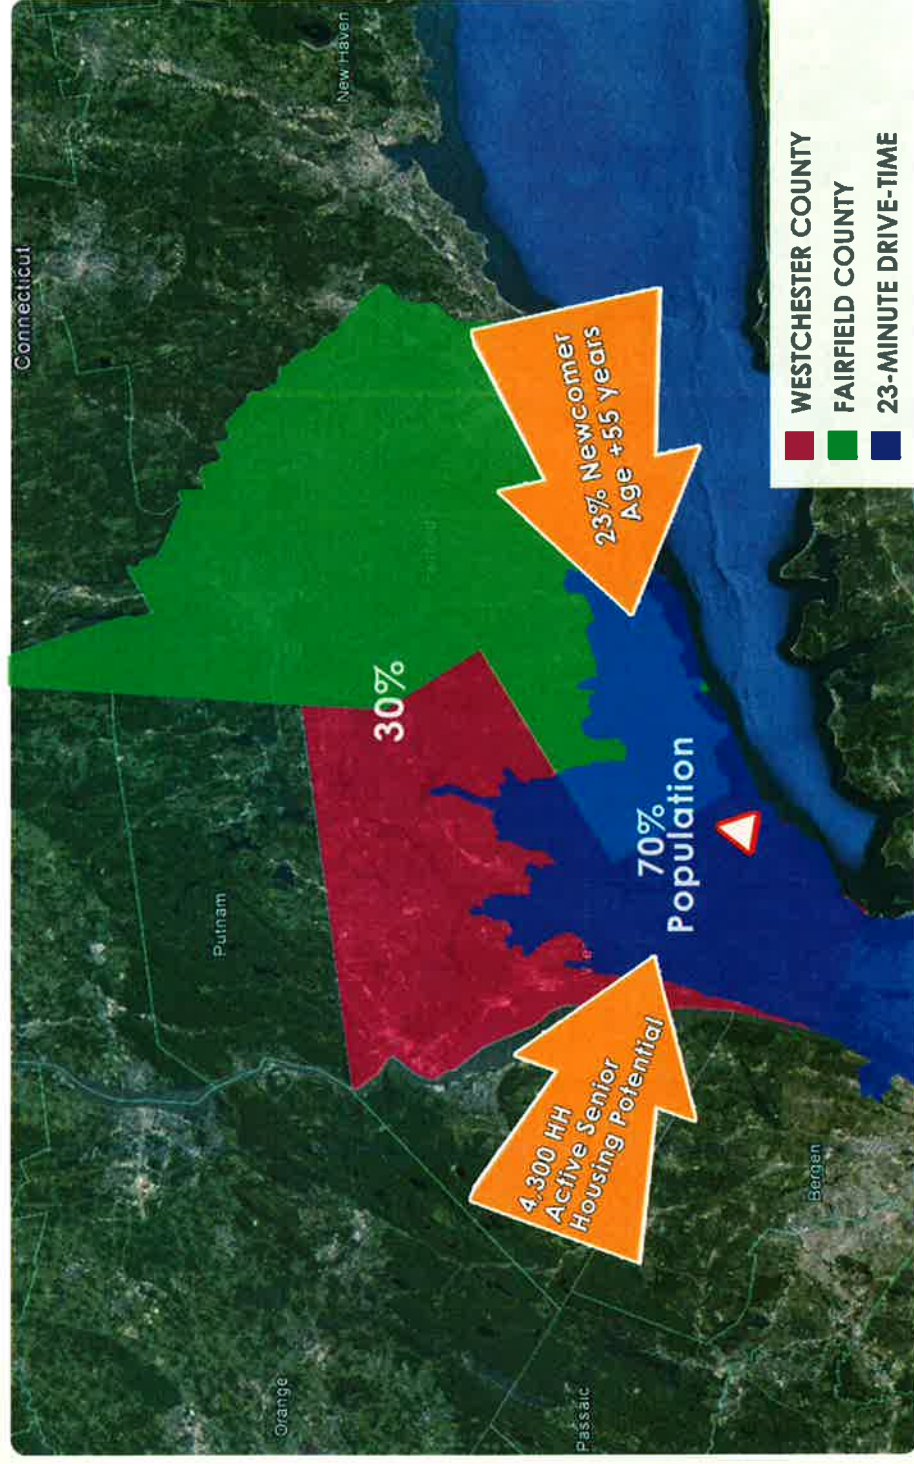 Connecticut
New Haven
Putnam
Orange
30%
70%
Population
4,300 HH
Active Senior
Housing Potential
23% Newcomer
Age +55 years
Passaic
Bergen
WESTCHESTER COUNTY
FAIRFIELD COUNTY
23-MINUTE DRIVE-TIME